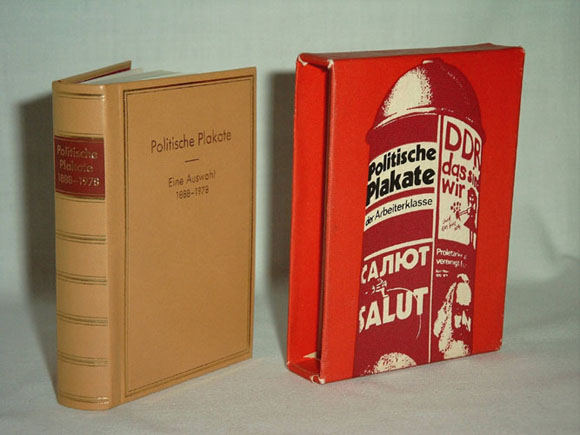 Politische
Plakate
1888-1978
Politische Plakate
Eine Auswahl
1888-1978
Politische
Plakate
der Arbeiterklasse
DDR
das sind
wir
САЛЮТ
SALUT
Proletarier
vereinigt